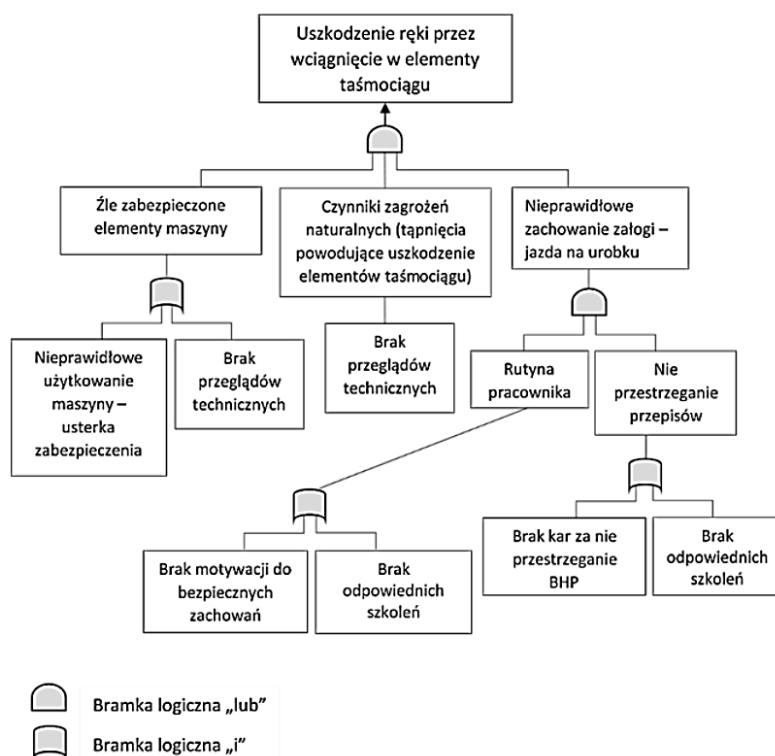 Uszkodzenie ręki przez
wciągnięcie w elementy
taśmociągu
Źle zabezpieczone
elementy maszyny
Czynniki zagrożeń
naturalnych (tąpnięcia
powodujące uszkodzenie
elementów taśmociągu)
Nieprawidłowe
zachowanie załogi –
jazda na urobku
Nieprawidłowe
użytkowanie
maszyny –
usterka
zabezpieczenia
Brak
przeglądów
technicznych
Brak
przeglądów
technicznych
Rutyna
pracownika
Nie
przestrzeganie
przepisów
Brak motywacji do
bezpiecznych
zachowań
Brak
odpowiednich
szkoleń
Brak kar za nie
przestrzeganie
BHP
Brak
odpowiednich
szkoleń
Bramka logiczna „lub”
Bramka logiczna „i”